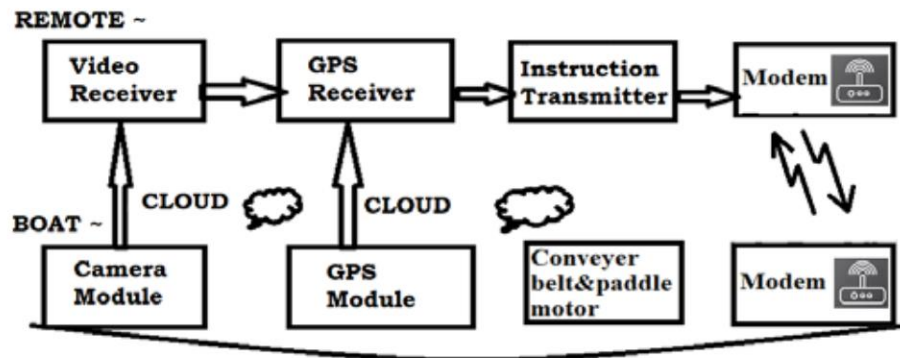 REMOTE ~
Video
Receiver
GPS
Receiver
Instruction
Transmitter
Modem
CLOUD
CLOUD
BOAT ~
Camera
Module
GPS
Module
Conveyer
belt&paddle
motor
Modem